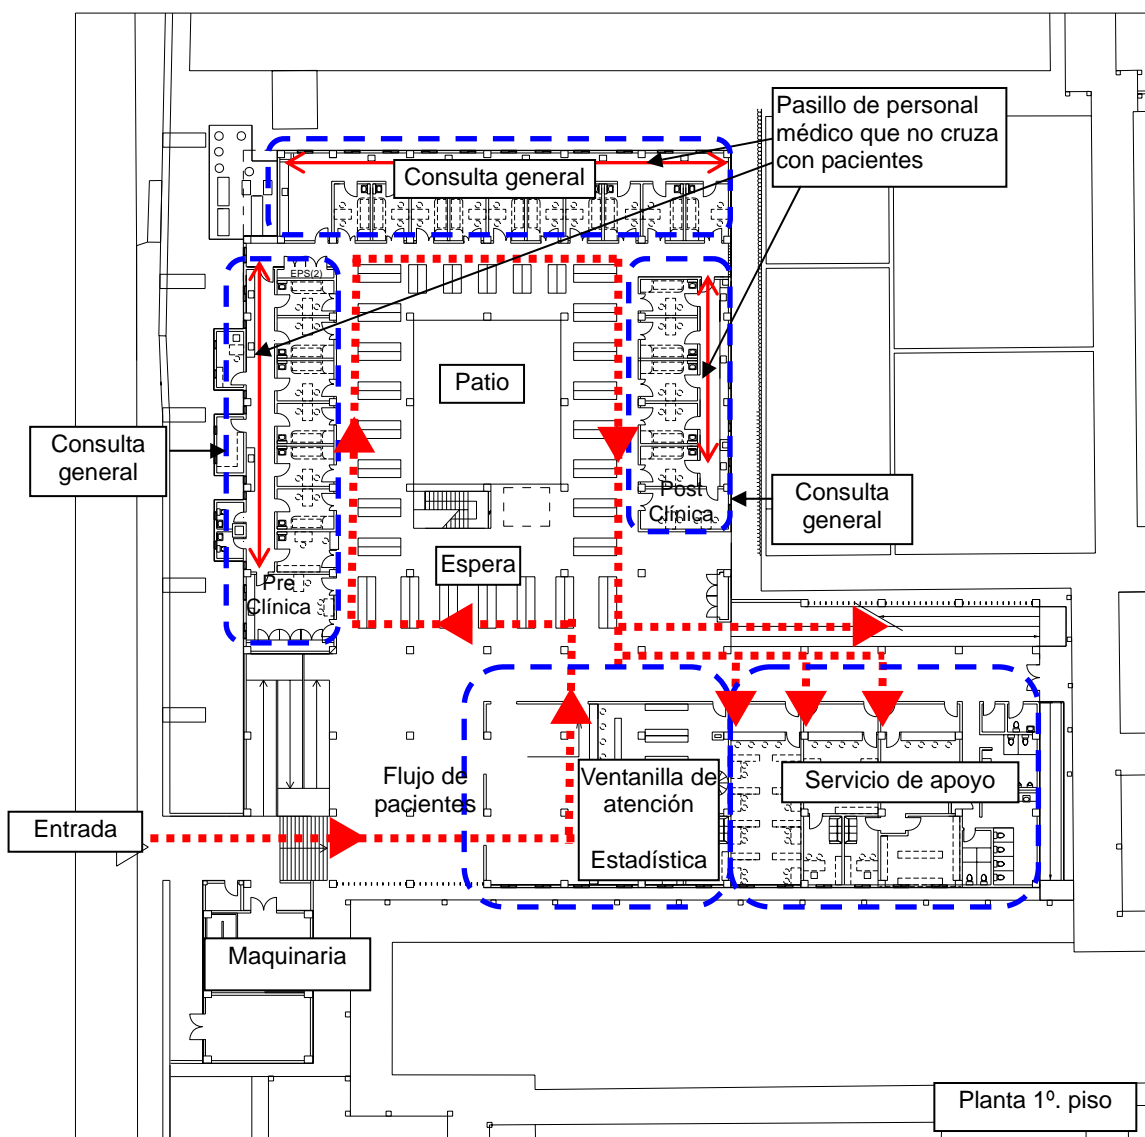 Pasillo de personal
médico que no cruza
con pacientes
Consulta general
EPS(2)
Patio
Consulta
general
Post
Clínica
Consulta
general
Espera
Pre
Clínica
Flujo de
pacientes
Ventanilla de
atención
Estadística
Servicio de apoyo
Entrada
Maquinaria
Planta 1º. piso